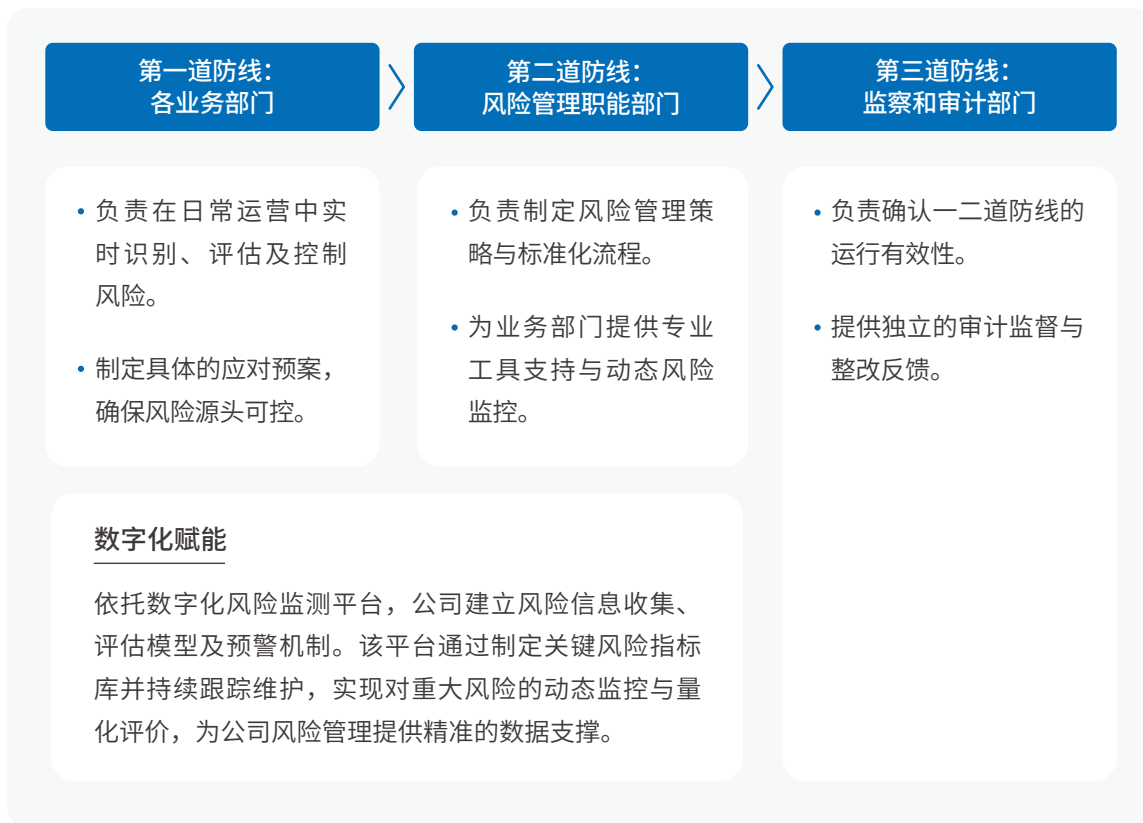 第一道防线：
各业务部门
第二道防线：
风险管理职能部门
第三道防线：
监察和审计部门
• 负责在日常运营中实
时识别、评估及控制
风险。
• 制定具体的应对预案，
确保风险源头可控。
• 负责制定风险管理策
略与标准化流程。
• 为业务部门提供专业
工具支持与动态风险
监控。
• 负责确认一二道防线的
运行有效性。
• 提供独立的审计监督与
整改反馈。
数字化赋能
依托数字化风险监测平台，公司建立风险信息收集、
评估模型及预警机制。该平台通过制定关键风险指标
库并持续跟踪维护，实现对重大风险的动态监控与量
化评价，为公司风险管理提供精准的数据支撑。